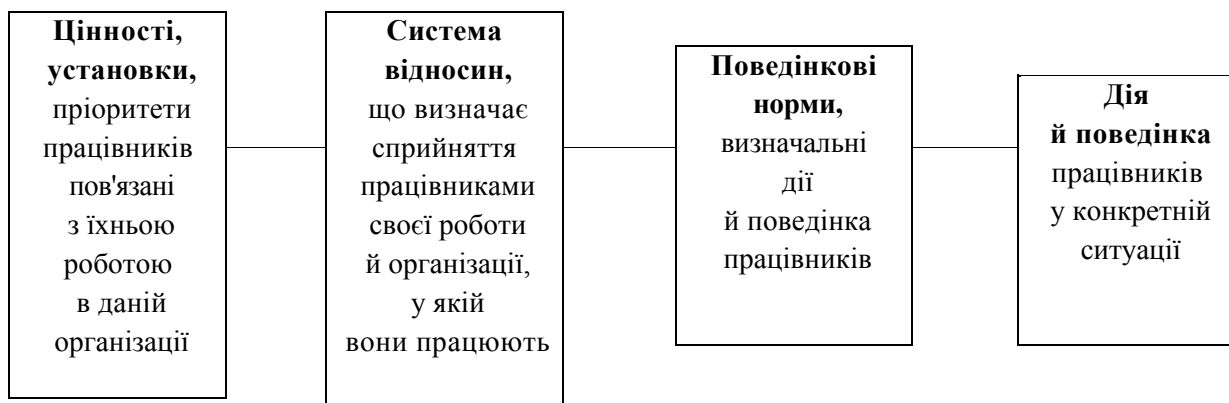 Цінності,
установки,
пріоритети
працівників
пов'язані
з їхньою
роботою
в даній
організації
Система
відносин,
що визначає
сприйняття
працівниками
своєї роботи
й організації,
у якій
вони працюють
Поведінкові
норми,
визначальні
дії
й поведінка
працівників
Дія
й поведінка
працівників
у конкретній
ситуації